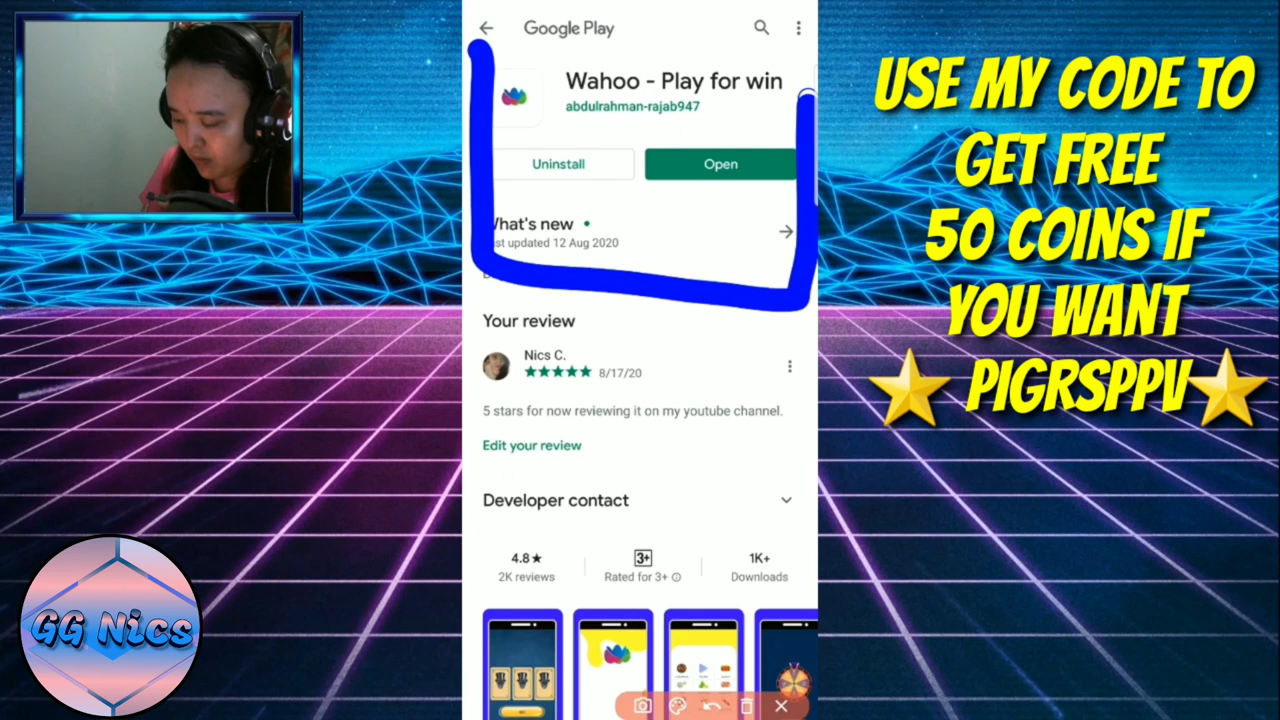 Google Play
Wahoo - Play for win
abdulrahman-rajab947
Uninstall
Open
What's new
updated 12 Aug 2020
Your review
Nics C.
8/17/20
5 stars for now reviewing it on my youtube channel.
Edit your review
Developer contact
4.8★
3+
1K+
2K reviews
Rated for 3+
Downloads
USE MY CODE TO
GET FREE
50 COINS IF
YOU WANT
PIGRSPPV
GG Nics